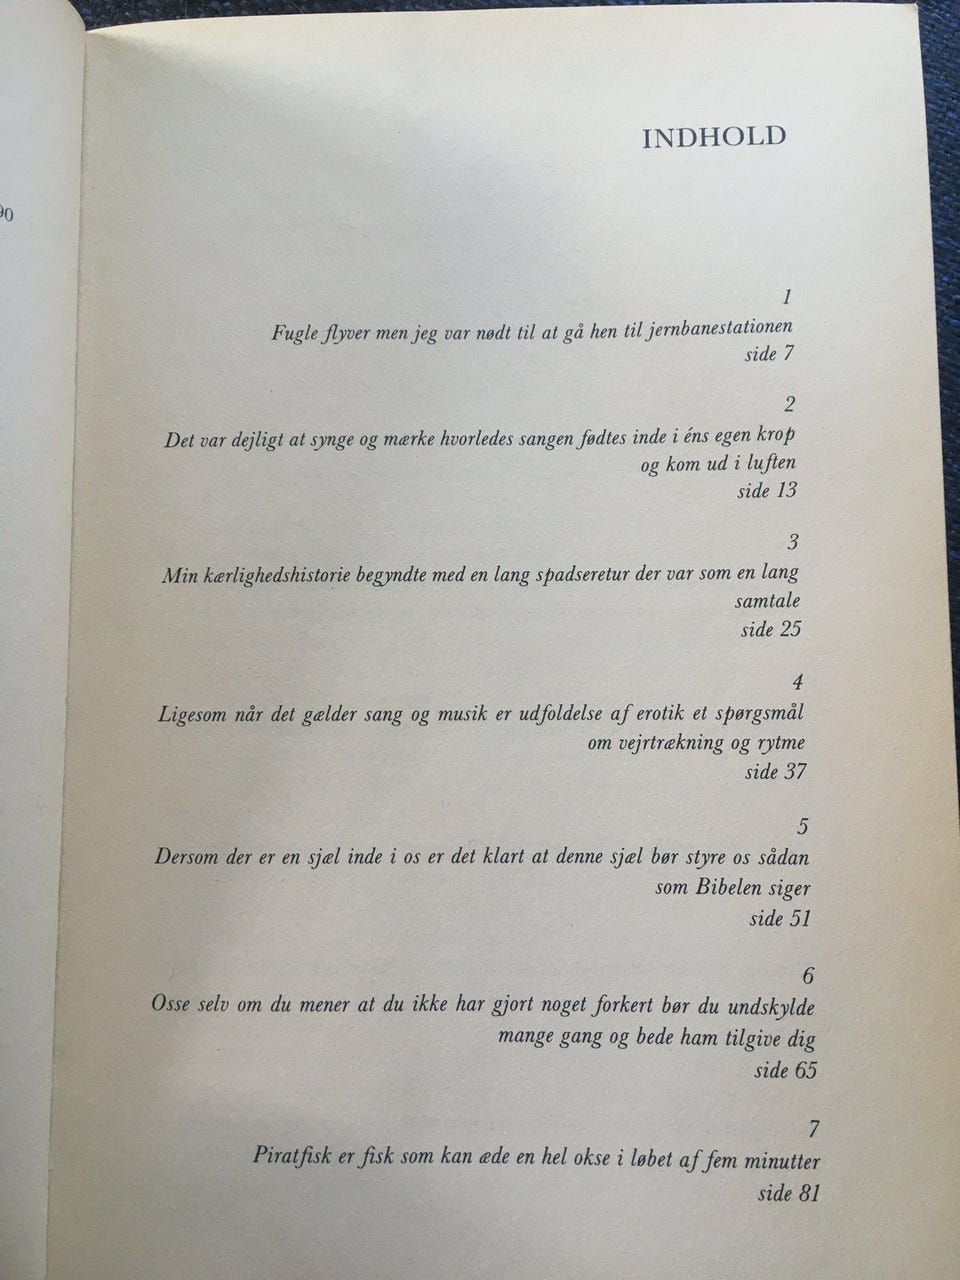 90
INDHOLD
1
Fugle flyver men jeg var nødt til at gå hen til jernbanestationen
side 7
2
Det var dejligt at synge og mærke hvorledes sangen fødtes inde i éns egen krop
og kom ud i luften
side 13
3
Min kærlighedshistorie begyndte med en lang spadseretur der var som en lang
samtale
side 25
4
Ligesom når det gælder sang og musik er udfoldelse af erotik et spørgsmål
om vejrtrækning og rytme
side 37
5
Dersom der er en sjæl inde i os er det klart at denne sjæl bør styre os sådan
som Bibelen siger
side 51
6
Osse selv om du mener at du ikke har gjort noget forkert bør du undskylde
mange gang og bede ham tilgive dig
side 65
7
Piratfisk er fisk som kan æde en hel okse i løbet af fem minutter
side 81